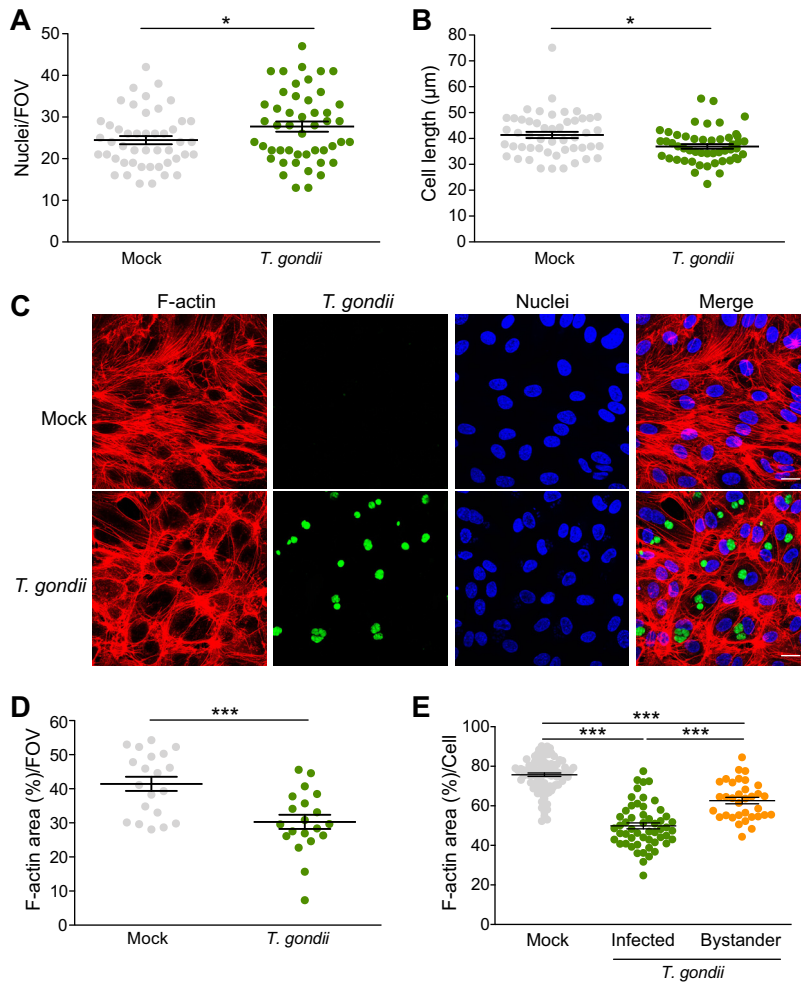 A
*
Nuclei/FOV
50
40
30
20
10
0
Mock
T. gondii
B
*
Cell length (µm)
80
70
60
50
40
30
20
10
0
Mock
T. gondii
C
F-actin
T. gondii
Nuclei
Merge
Mock
T. gondii
D
***
F-actin area (%)/FOV
60
50
40
30
20
10
0
Mock
T. gondii
E
***
***
***
F-actin area (%)/Cell
100
80
60
40
20
0
Mock
Infected
Bystander
T. gondii